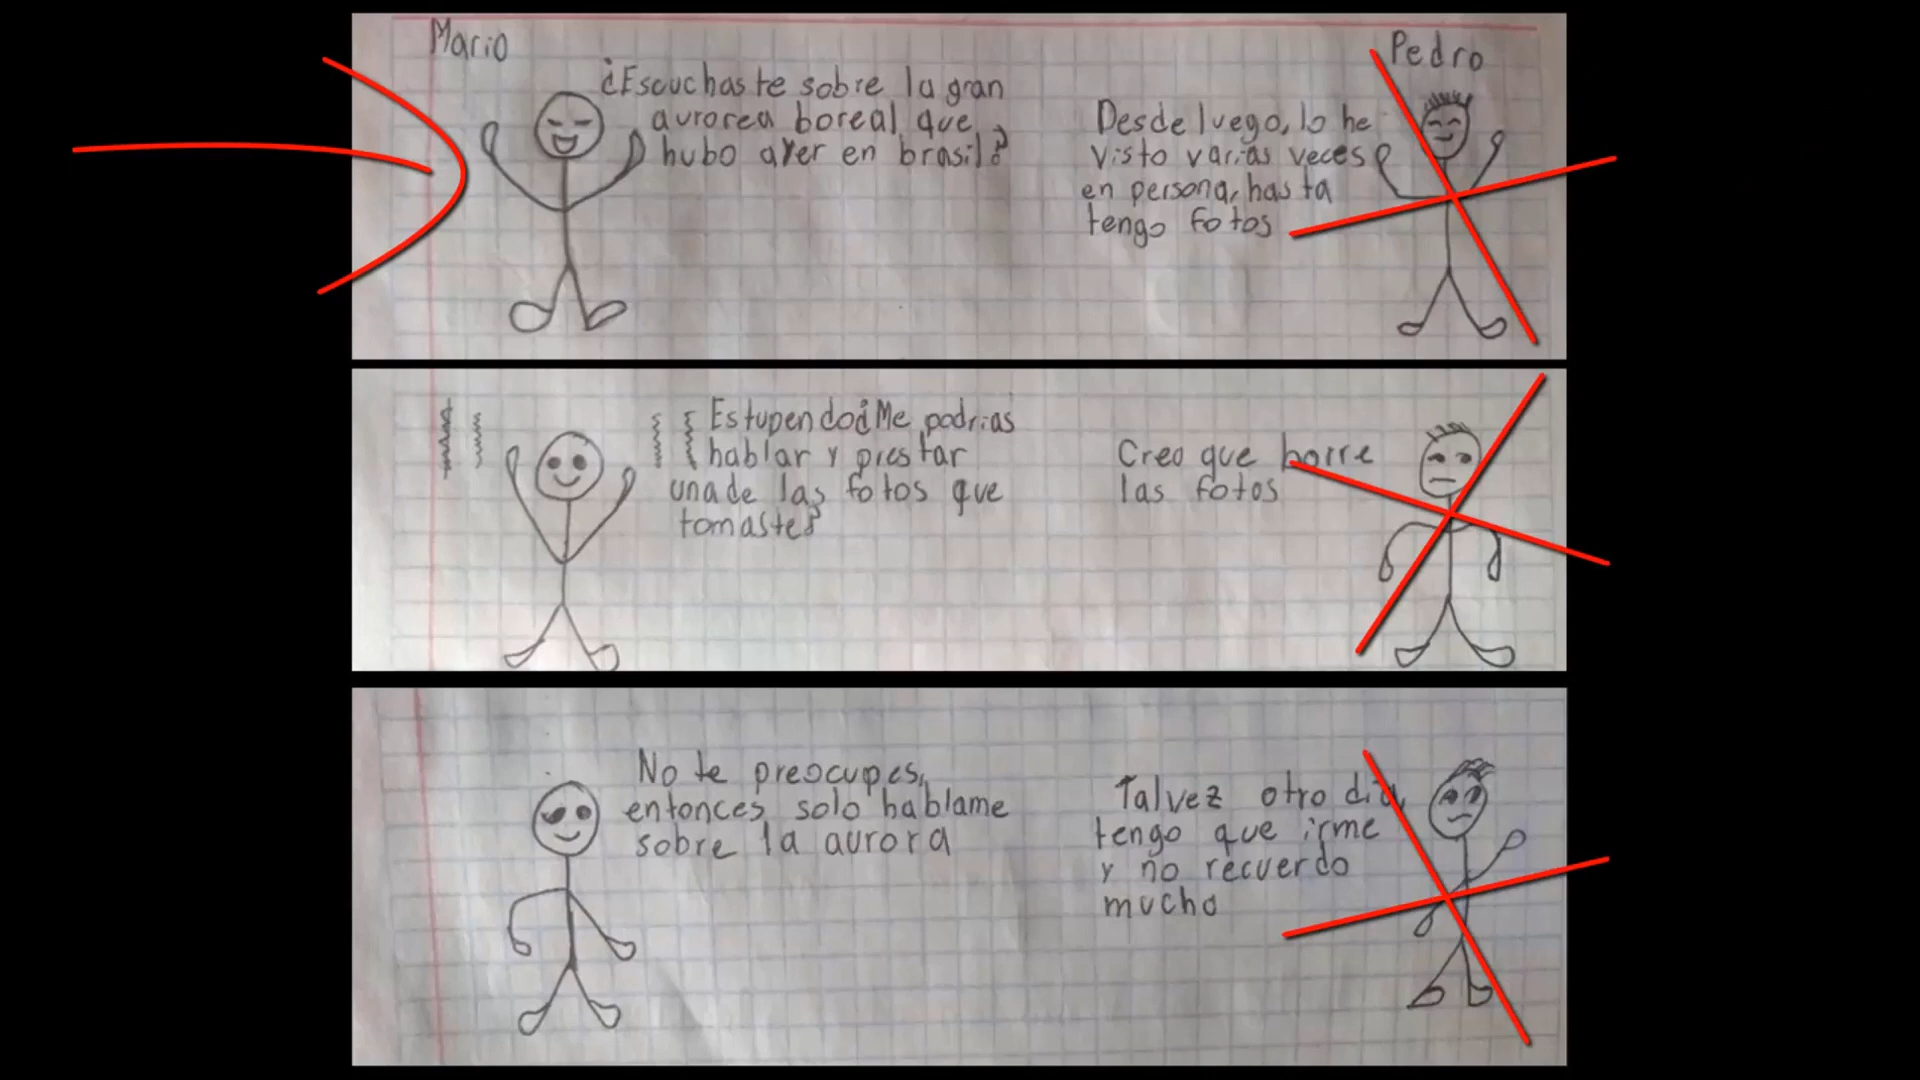 Mario
¿Escuchaste sobre la gran
aurorea boreal que
hubo ayer en brasil?
Pedro
Desde luego, lo he
visto varias veces
en persona, hasta
tengo fotos
Estupendo¿Me podrias
hablar y prestar
una de las fotos que
tomaste?
Creo que borre
las fotos
No te preocupes,
entonces solo hablame
sobre la aurora
Talvez otro dia,
tengo que irme
y no recuerdo
mucho